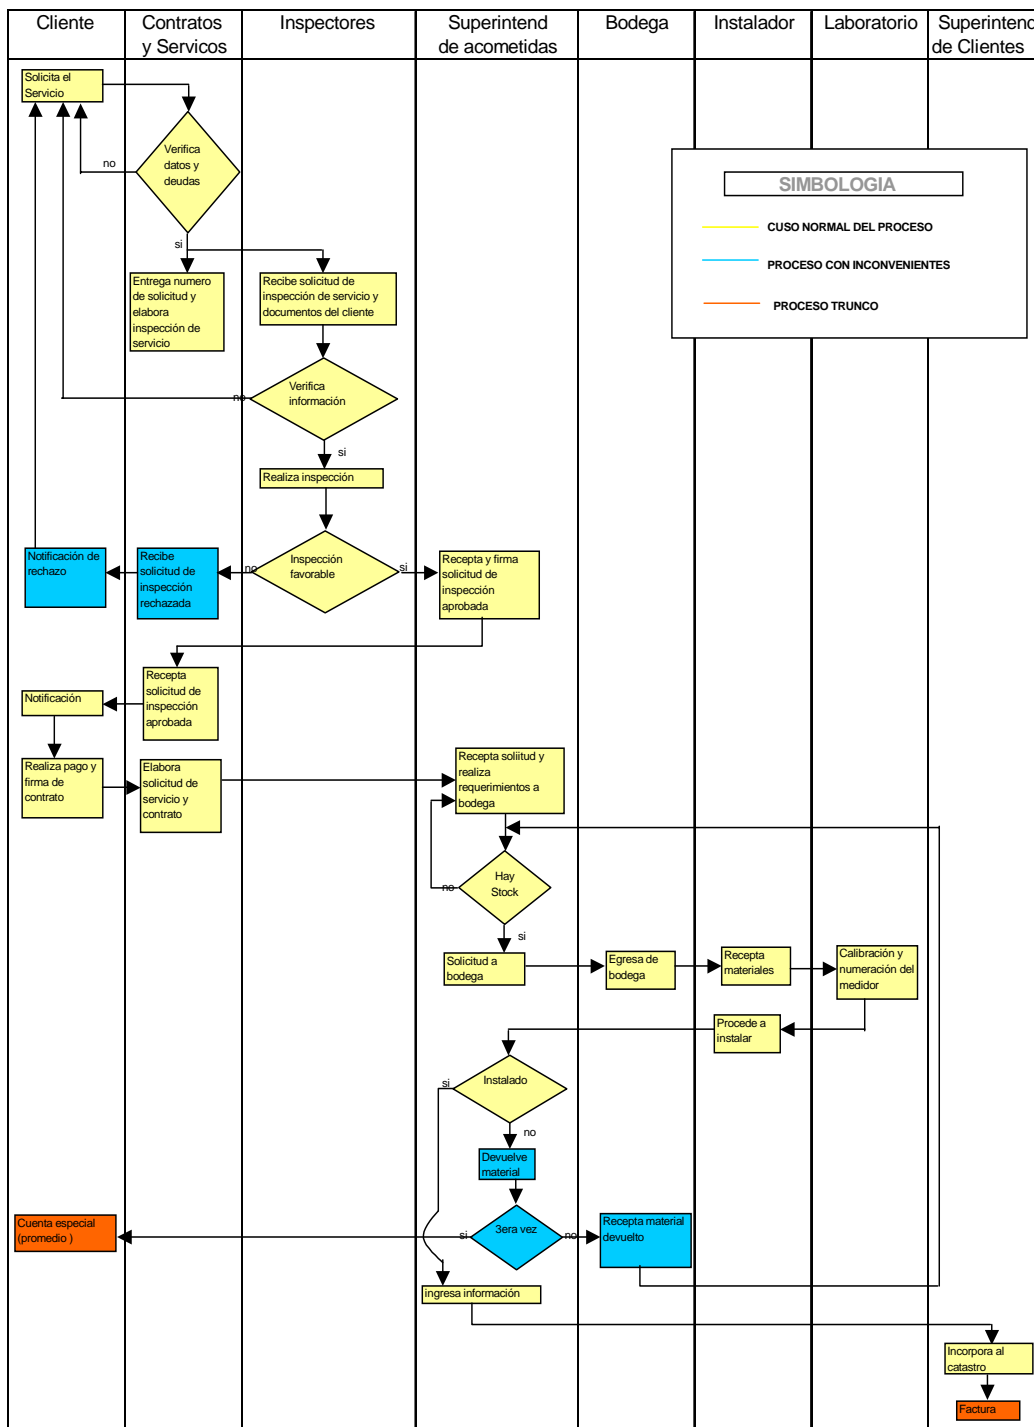 Cliente
Contratos
y Servicos
Inspectores
Superintend
de acometidas
Bodega
Instalador
Laboratorio
Superintend
de Clientes
Solicita el
Servicio
Verifica
datos y
deudas
no
si
SIMBOLOGIA
CUSO NORMAL DEL PROCESO
PROCESO CON INCONVENIENTES
PROCESO TRUNCO
Entrega numero
de solicitud y
elabora
inspección de
servicio
Recibe solicitud de
inspección de servicio y
documentos del cliente
Verifica
información
no
si
Realiza inspección
Notificación de
rechazo
Recibe
solicitud de
inspección
rechazada
no
Inspección
favorable
si
Recepta y firma
solicitud de
inspección
aprobada
Recepta
solicitud de
inspección
aprobada
Notificación
Realiza pago y
firma de
contrato
Elabora
solicitud de
servicio y
contrato
Recepta soliitud y
realiza
requerimientos a
bodega
Hay
Stock
no
si
Solicitud a
bodega
Egresa de
bodega
Recepta
materiales
Calibración y
numeración del
medidor
Procede a
instalar
Instalado
si
no
Devuelve
material
Cuenta especial
(promedio )
si
3era vez
no
Recepta material
devuelto
ingresa información
Incorpora al
catastro
Factura